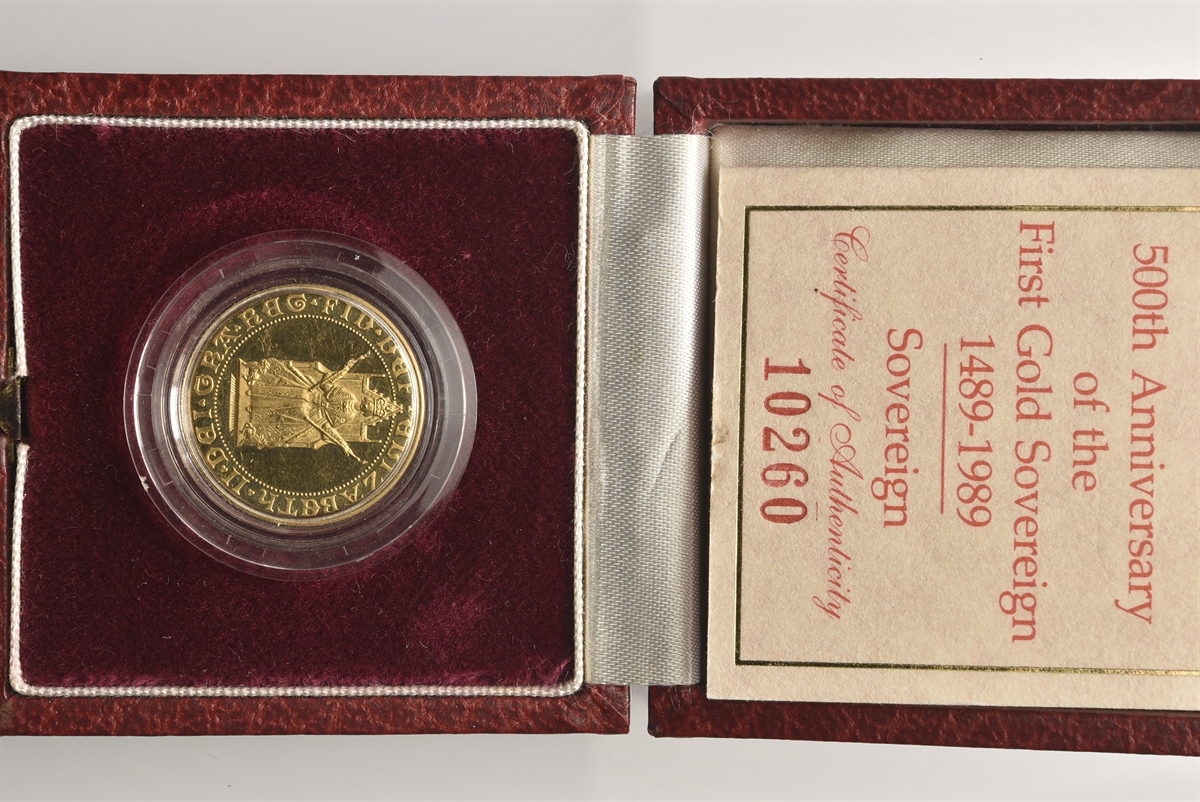 ELIZABETH·II·DEI·GRA·REG·FID·DEF
500th Anniversary
of the
First Gold Sovereign
1489-1989
Sovereign
Certificate of Authenticity
10260